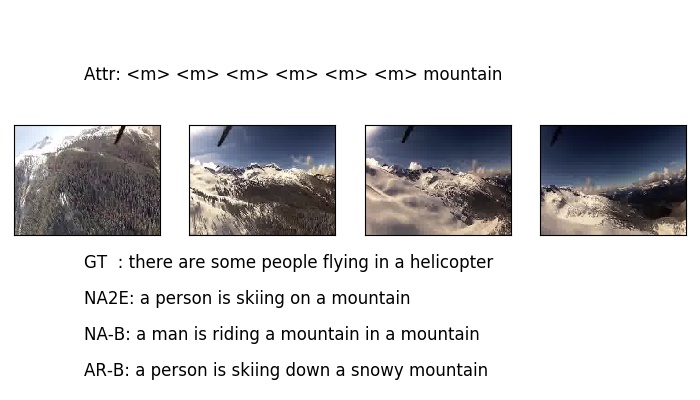 Attr: <m> <m> <m> <m> <m> <m> mountain
GT  : there are some people flying in a helicopter
NA2E: a person is skiing on a mountain
NA-B: a man is riding a mountain in a mountain
AR-B: a person is skiing down a snowy mountain